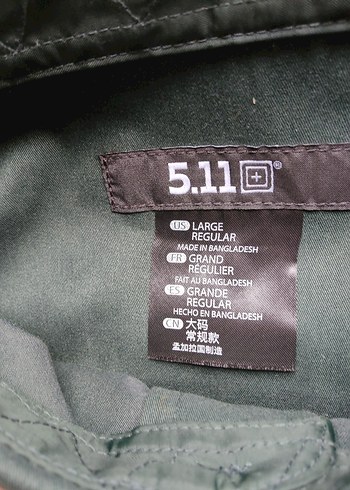 5.11®
US LARGE
REGULAR
MADE IN BANGLADESH
FR GRAND
RÉGULIER
FAIT AU BANGLADESH
ES GRANDE
REGULAR
HECHO EN BANGLADESH
CN 大码
常规款
孟加拉国制造